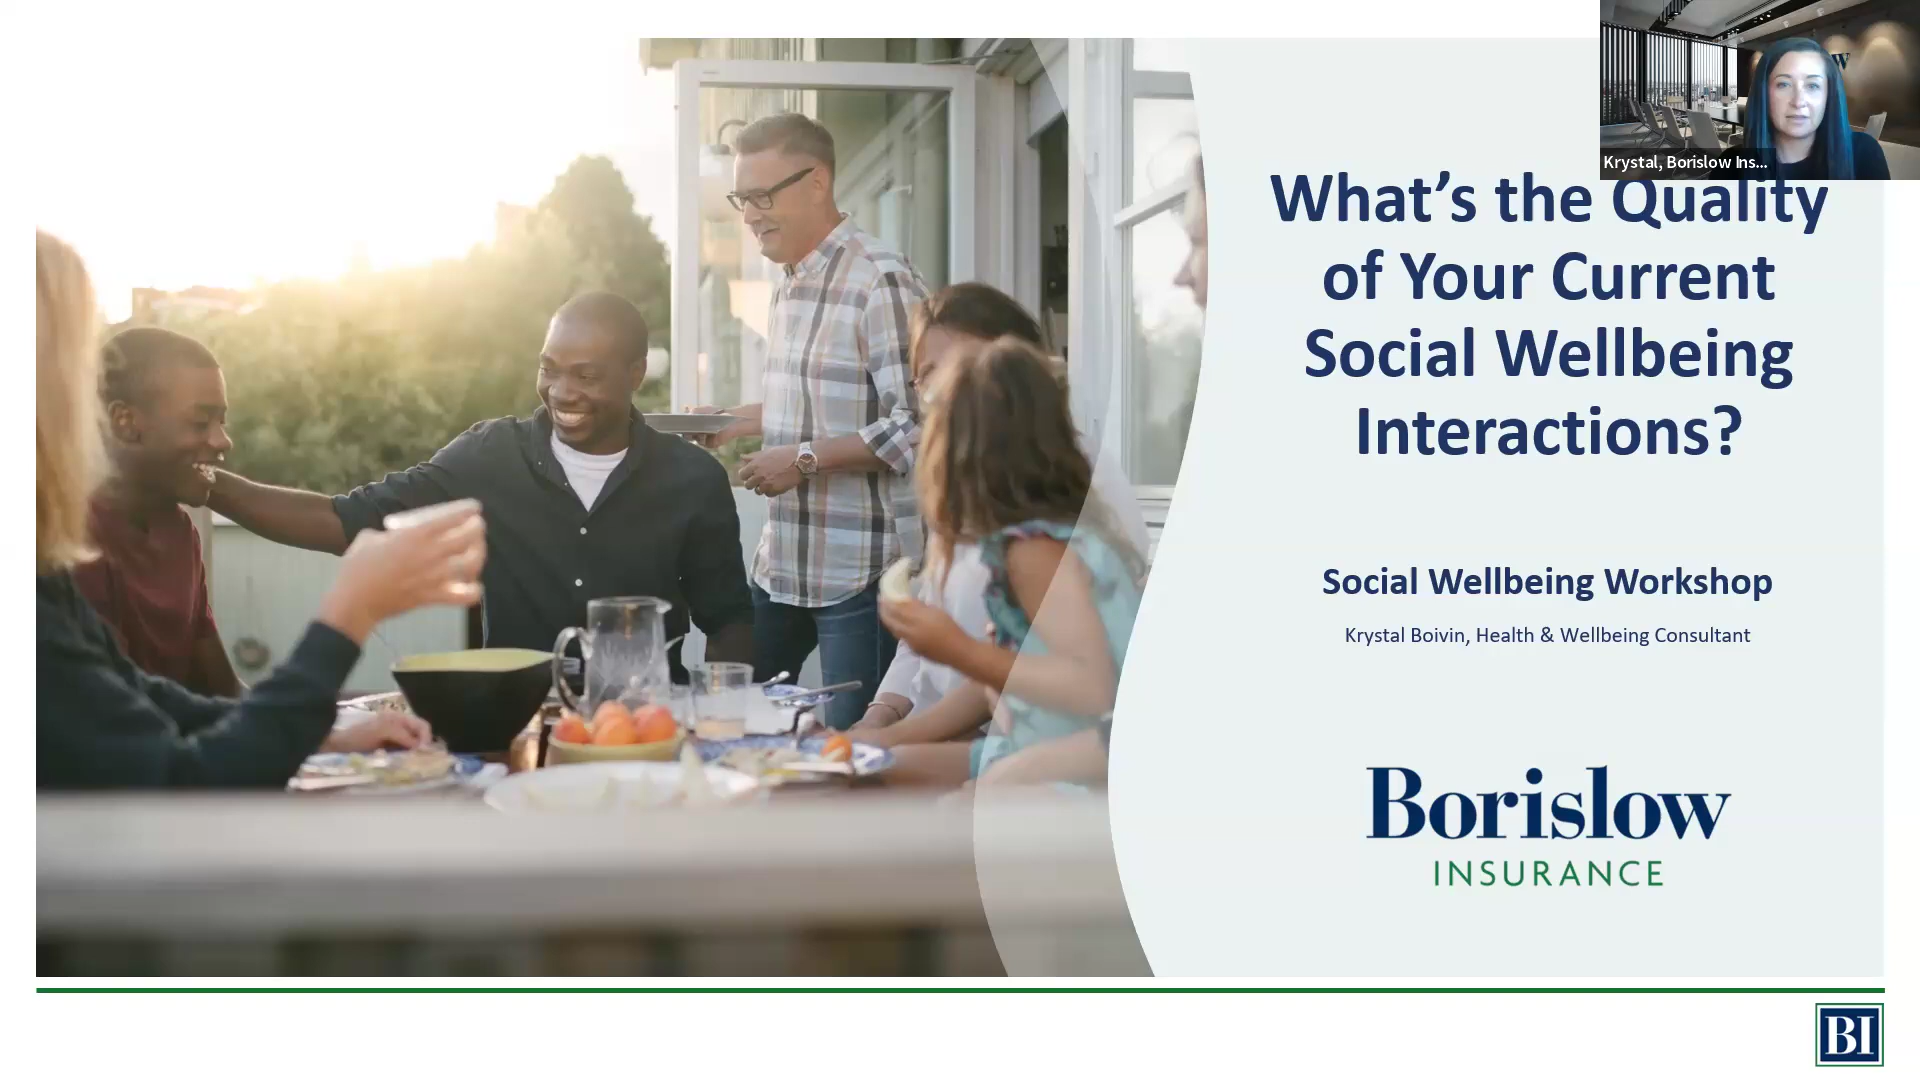 Krystal, Borislow Ins...
What's the Quality
of Your Current
Social Wellbeing
Interactions?
Social Wellbeing Workshop
Krystal Boivin, Health & Wellbeing Consultant
Borislow
INSURANCE
BI